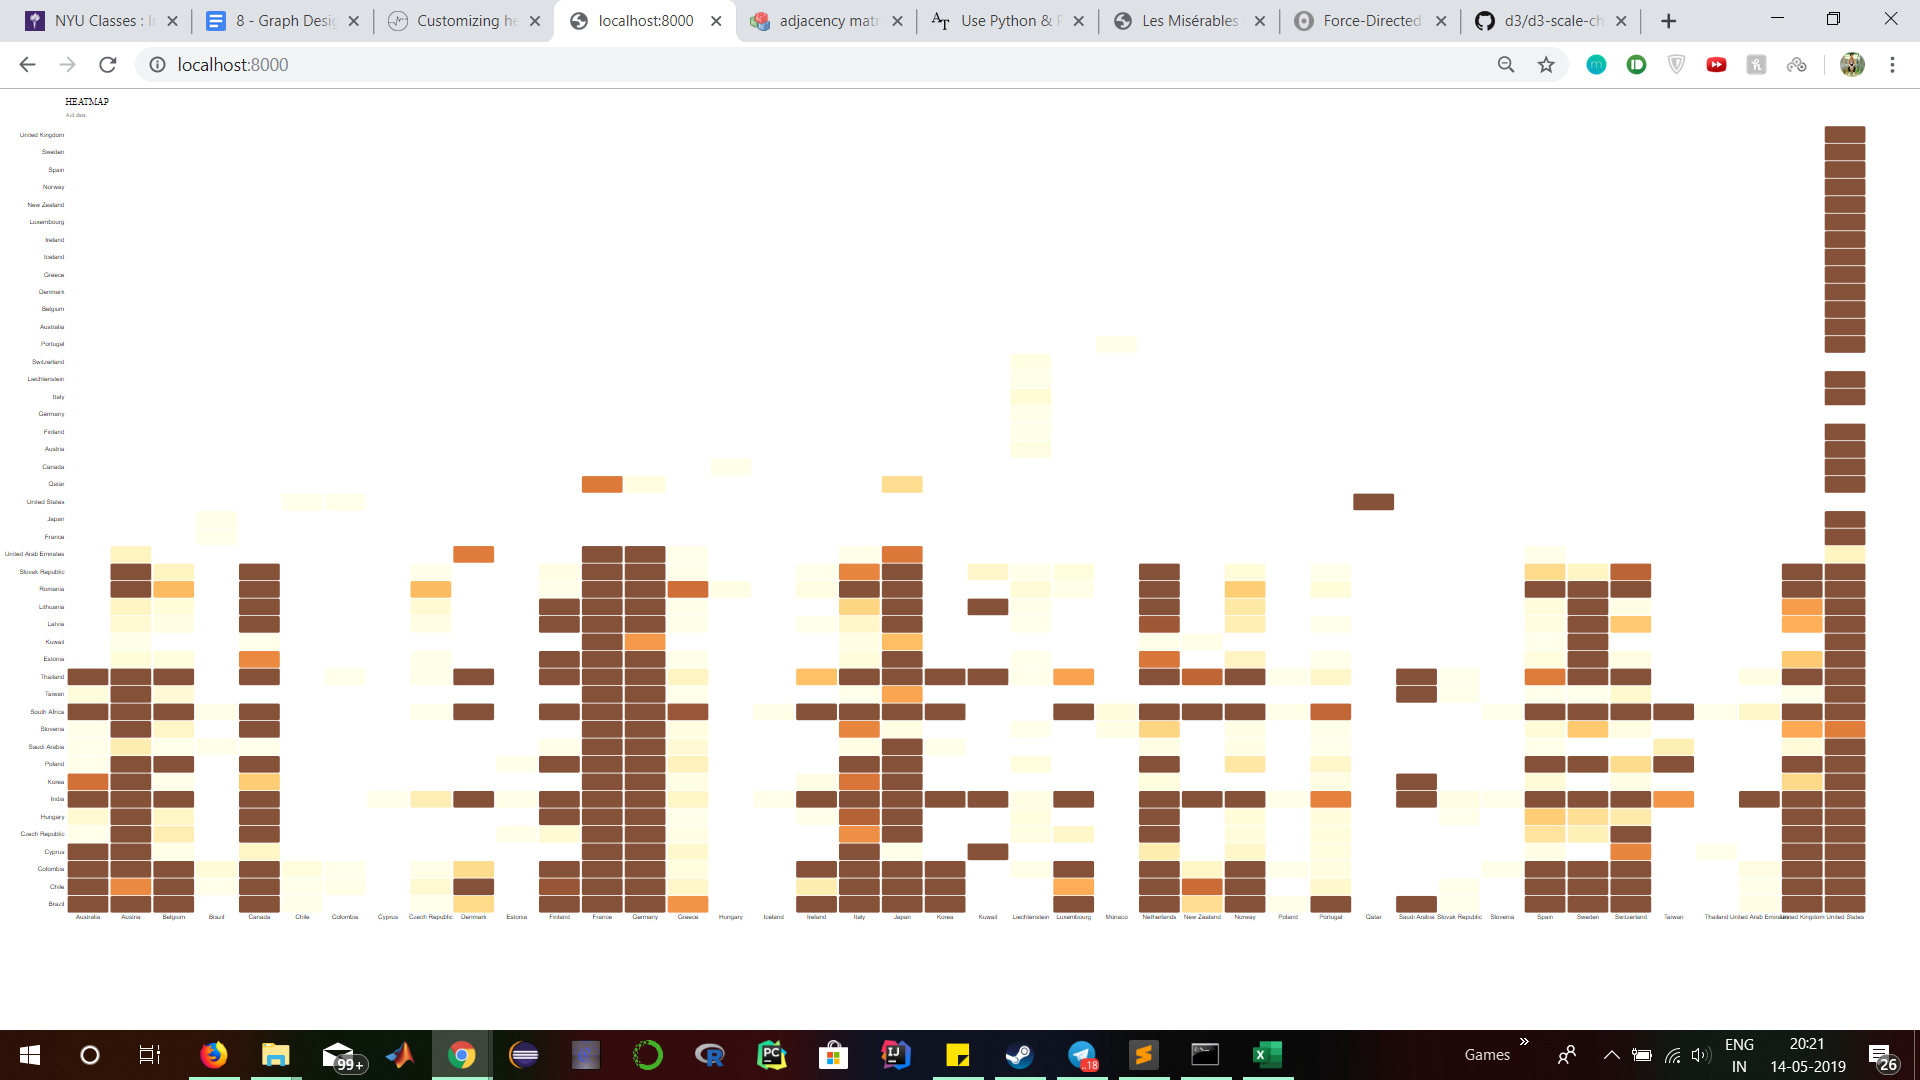 NYU Classes : I
8 - Graph Desig
Customizing he
localhost:8000
adjacency matr
Use Python &
Les Misérables
Force-Directed
d3/d3-scale-ch
localhost:8000
HEATMAP
Aid data.
United Kingdom
Sweden
Spain
Norway
New Zealand
Luxembourg
Ireland
Iceland
Greece
Denmark
Belgium
Australia
Portugal
Switzerland
Liechtenstein
Italy
Germany
Finland
Austria
Canada
Qatar
United States
Japan
France
United Arab Emirates
Slovak Republic
Romania
Lithuania
Latvia
Kuwait
Estonia
Thailand
Taiwan
South Africa
Slovenia
Saudi Arabia
Poland
Korea
India
Hungary
Czech Republic
Cyprus
Colombia
Chile
Brazil
Australia Austria Belgium Brazil Canada Chile Colombia Cyprus Czech Republic Denmark Estonia Finland France Germany Greece Hungary Iceland Ireland Italy Japan Korea Kuwait Liechtenstein Luxembourg Monaco Netherlands New Zealand Norway Poland Portugal Qatar Saudi Arabia Slovak Republic Slovenia Spain Sweden Switzerland Taiwan Thailand United Arab Emirates United Kingdom United States
99+
Games
ENG
IN
20:21
14-05-2019
26
..18